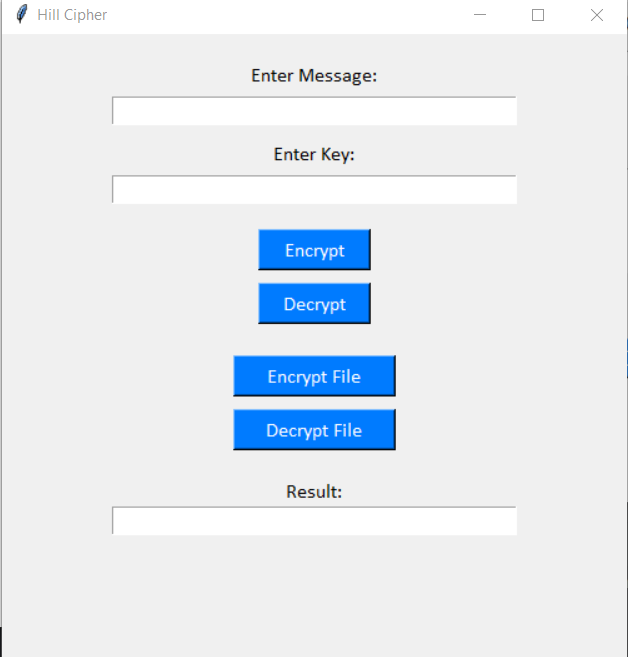 Hill Cipher
Enter Message:
Enter Key:
Encrypt
Decrypt
Encrypt File
Decrypt File
Result: